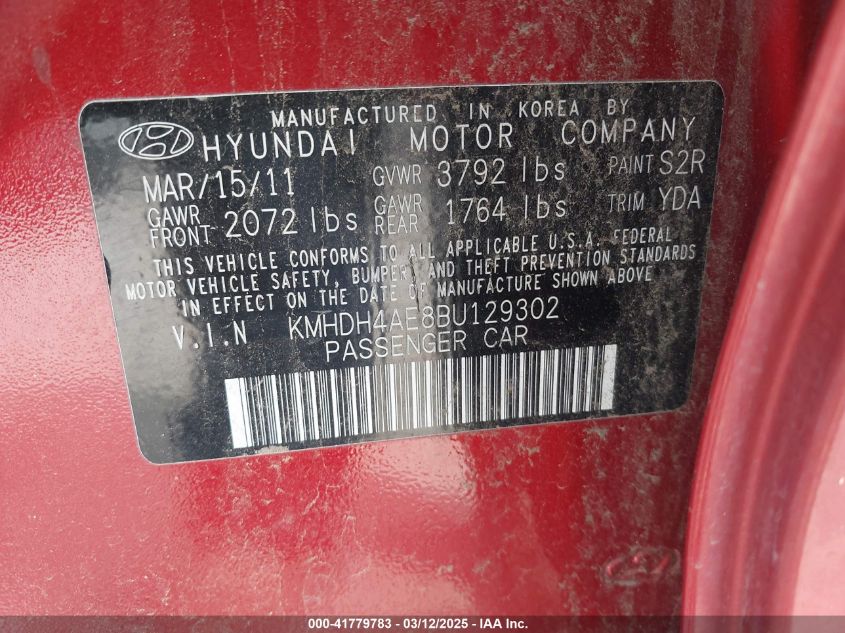 MANUFACTURED IN KOREA BY
HYUNDAI MOTOR COMPANY
MAR/15/11 GVWR 3792 lbs PAINT S2R
GAWR FRONT 2072 lbs GAWR REAR 1764 lbs TRIM YDA
THIS VEHICLE CONFORMS TO ALL APPLICABLE U.S.A. FEDERAL
MOTOR VEHICLE SAFETY, BUMPER AND THEFT PREVENTION STANDARDS
IN EFFECT ON THE DATE OF MANUFACTURE SHOWN ABOVE
V.I.N KMHDH4AE8BU129302
PASSENGER CAR
000-41779783 - 03/12/2025 - IAA Inc.